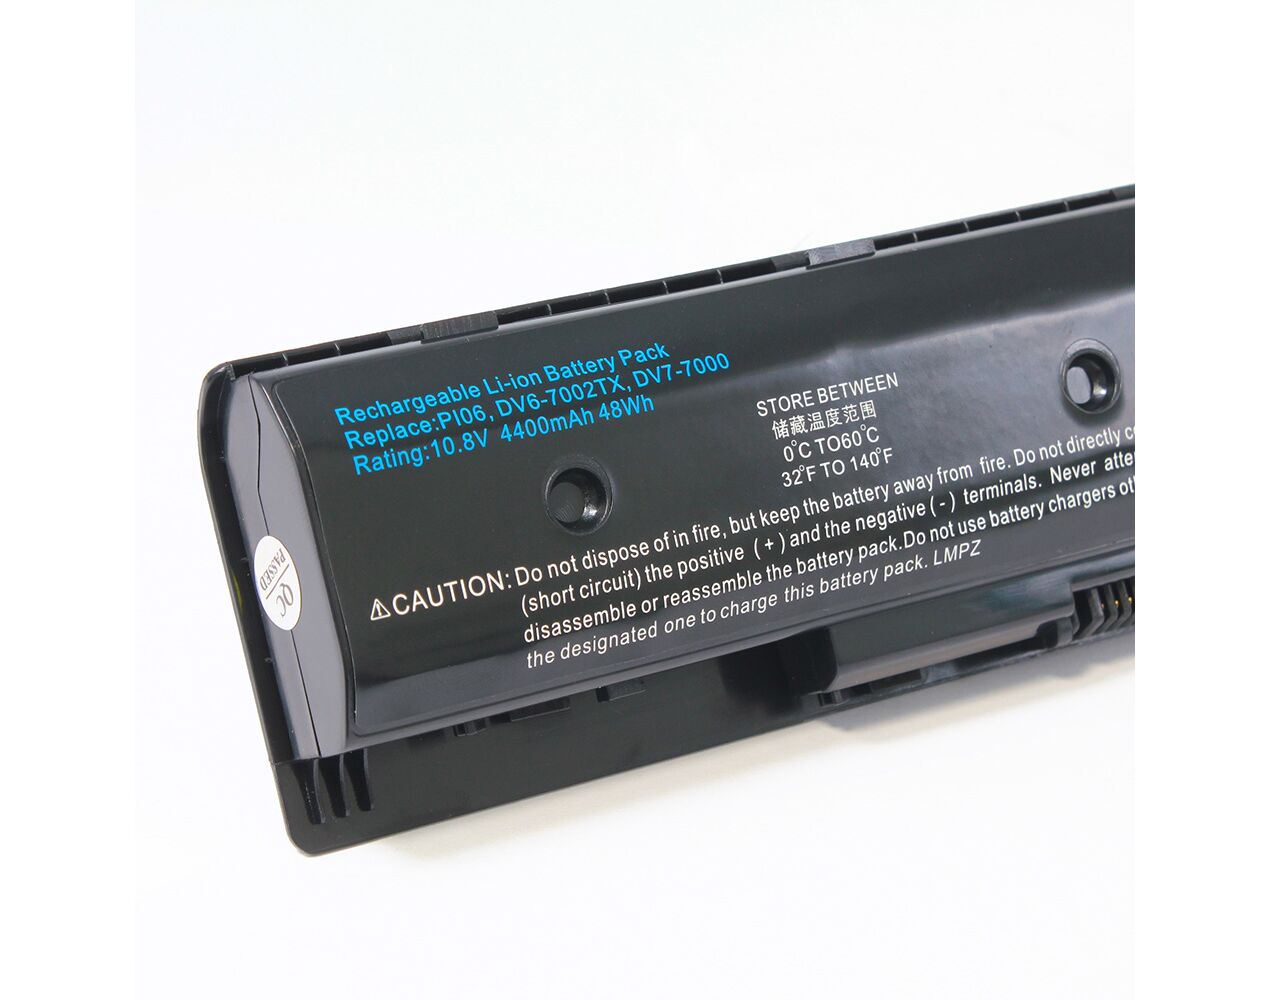 Rechargeable Li-ion Battery Pack
Replace:PI06, DV6-7002TX, DV7-7000
Rating:10.8V 4400mAh 48Wh
STORE BETWEEN
储藏温度范围
0°C TO60°C
32°F TO 140°F
⚠CAUTION: Do not dispose of in fire, but keep the battery away from fire. Do not directly
(short circuit) the positive (+) and the negative (-) terminals. Never
disassemble or reassemble the battery pack.Do not use battery chargers
the designated one to charge this battery pack. LMPZ
QC
PASSED